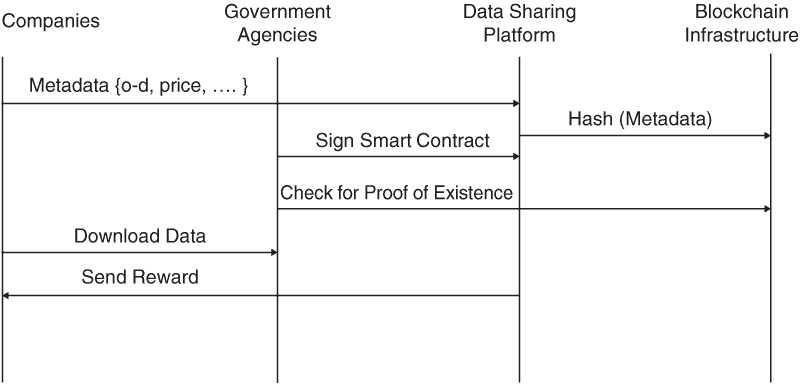 Companies
Government
Agencies
Data Sharing
Platform
Blockchain
Infrastructure
Metadata {o-d, price, .... }
Hash (Metadata)
Sign Smart Contract
Check for Proof of Existence
Download Data
Send Reward